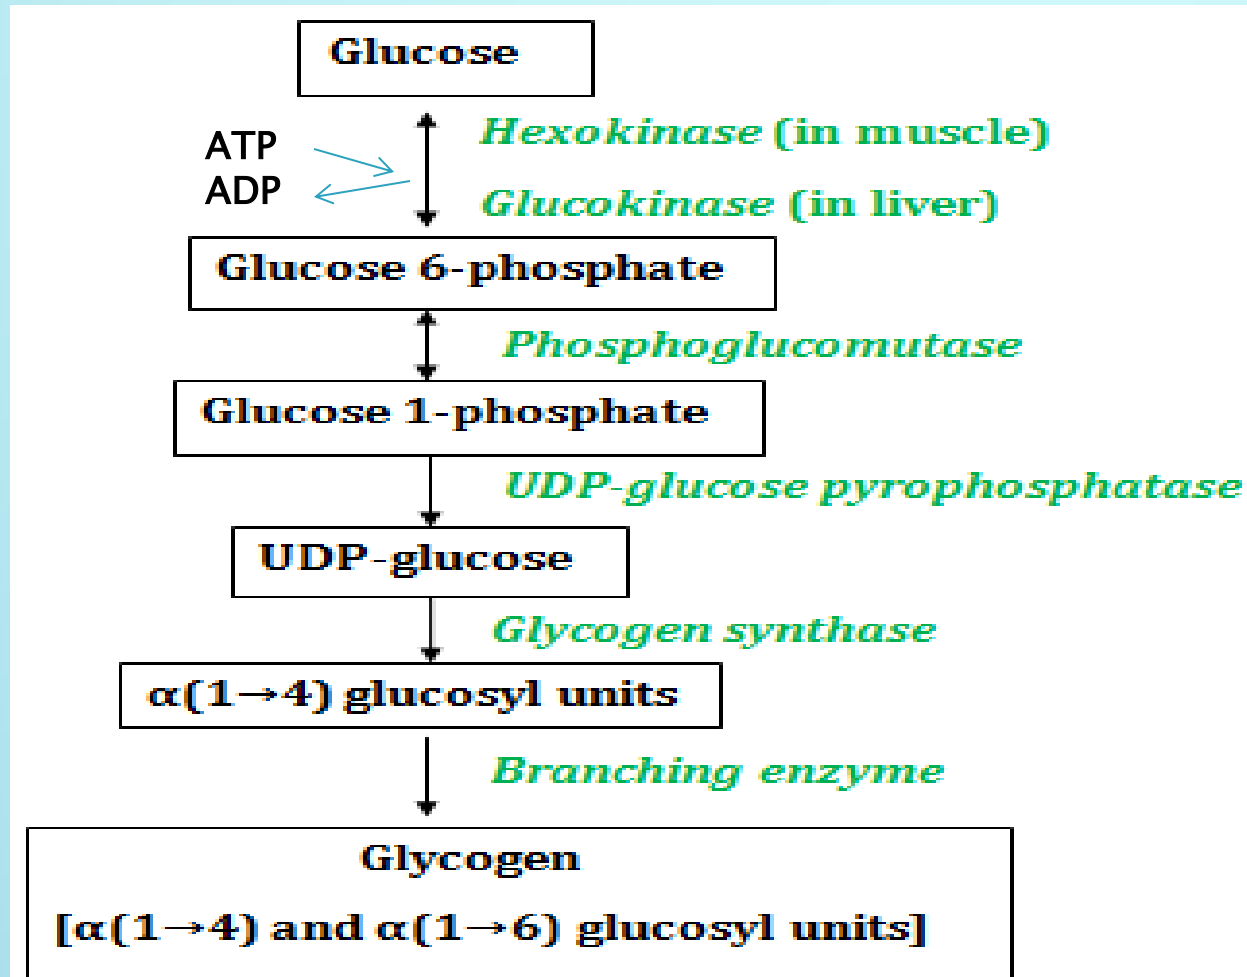 Glucose
ATP
ADP
Hexokinase (in muscle)
Glucokinase (in liver)
Glucose 6-phosphate
Phosphoglucomutase
Glucose 1-phosphate
UDP-glucose pyrophosphatase
UDP-glucose
Glycogen synthase
α(1→4) glucosyl units
Branching enzyme
Glycogen
[α(1→4) and α(1→6) glucosyl units]